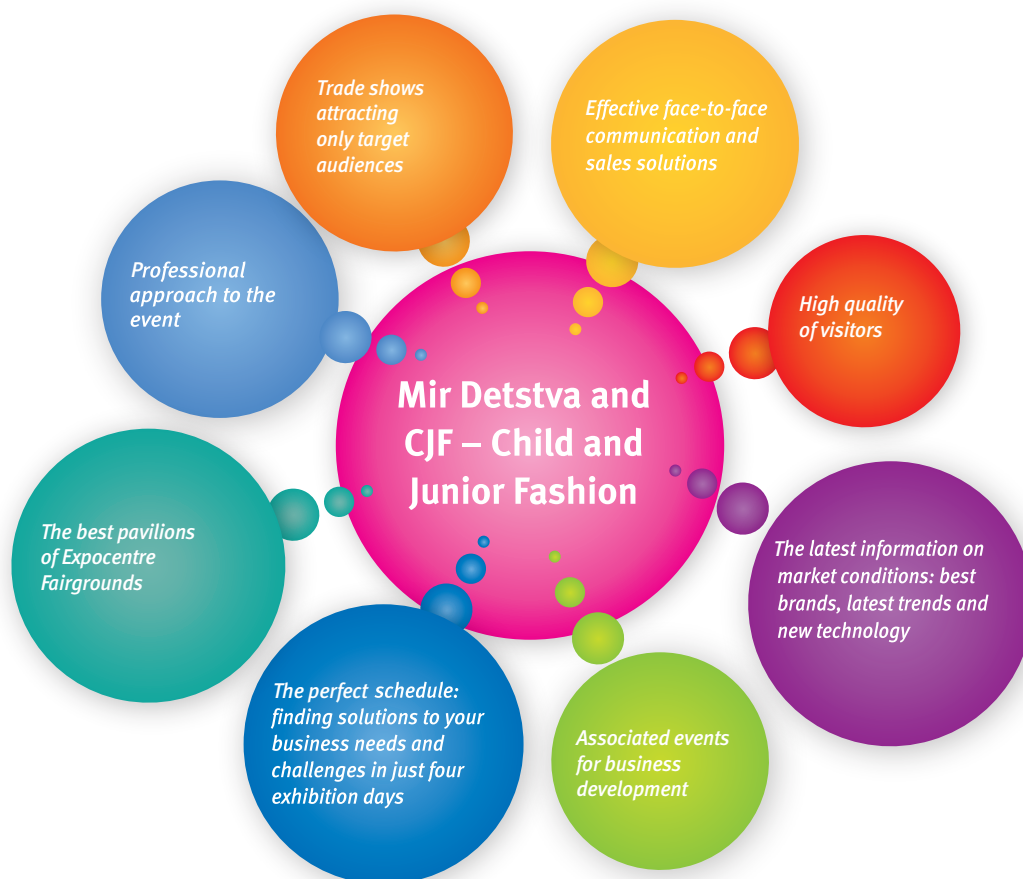 Trade shows
attracting
only target
audiences
Effective face-to-face
communication and
sales solutions
Professional
approach to the
event
High quality
of visitors
Mir Detstva and
CJF – Child and
Junior Fashion
The best pavilions
of Expocentre
Fairgrounds
The latest information on
market conditions: best
brands, latest trends and
new technology
The perfect schedule:
finding solutions to your
business needs and
challenges in just four
exhibition days
Associated events
for business
development